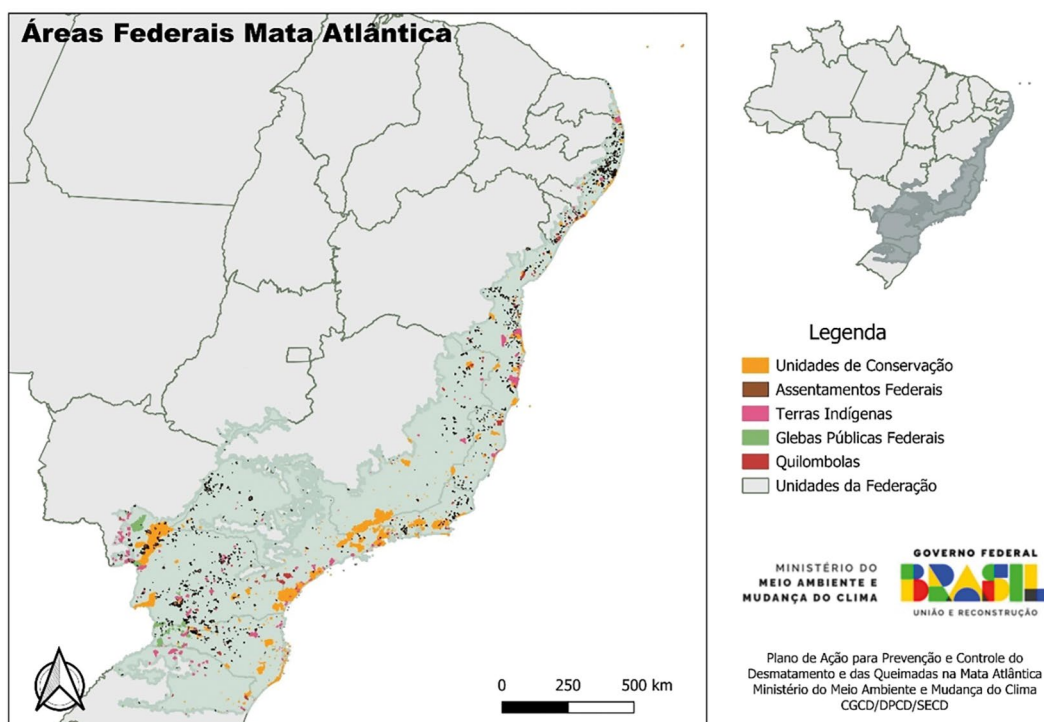 Áreas Federais Mata Atlântica
Legenda
Unidades de Conservação
Assentamentos Federais
Terras Indígenas
Glebas Públicas Federais
Quilombolas
Unidades da Federação
0 250 500 km
MINISTÉRIO DO
MEIO AMBIENTE E
MUDANÇA DO CLIMA
GOVERNO FEDERAL
BRASIL
UNIÃO E RECONSTRUÇÃO
Plano de Ação para Prevenção e Controle do
Desmatamento e das Queimadas na Mata Atlântica
Ministério do Meio Ambiente e Mudança do Clima
CGCD/DPCD/SECD